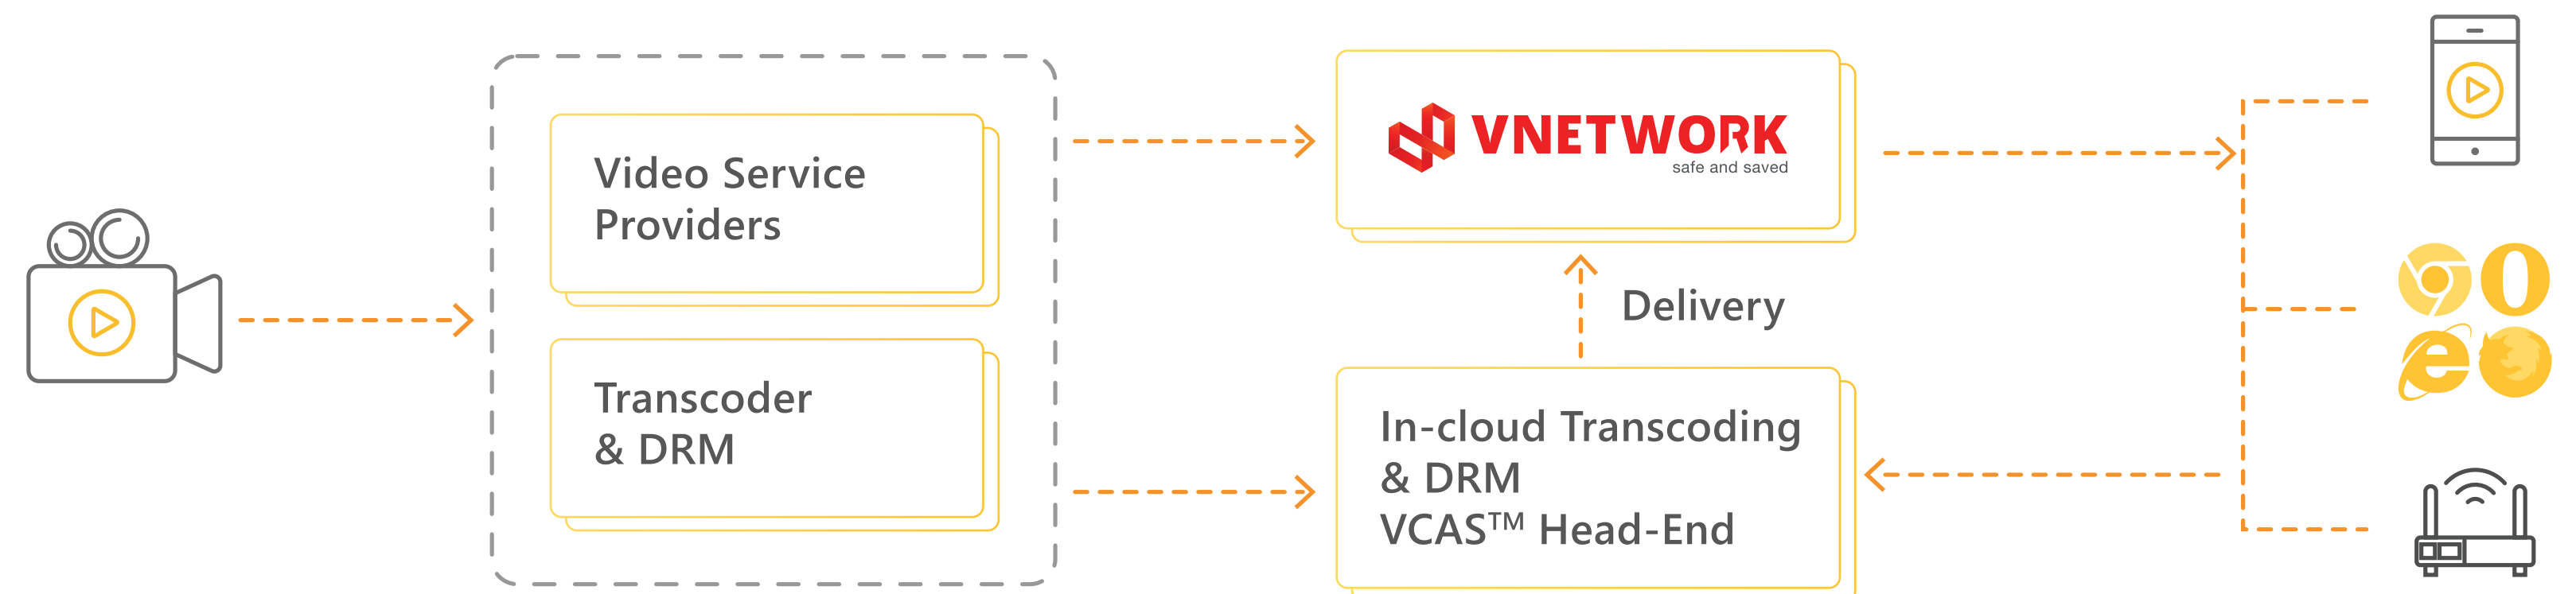 Video Service
Providers
Transcoder
& DRM
VNETWORK
safe and saved
Delivery
In-cloud Transcoding
& DRM
VCAS™ Head-End